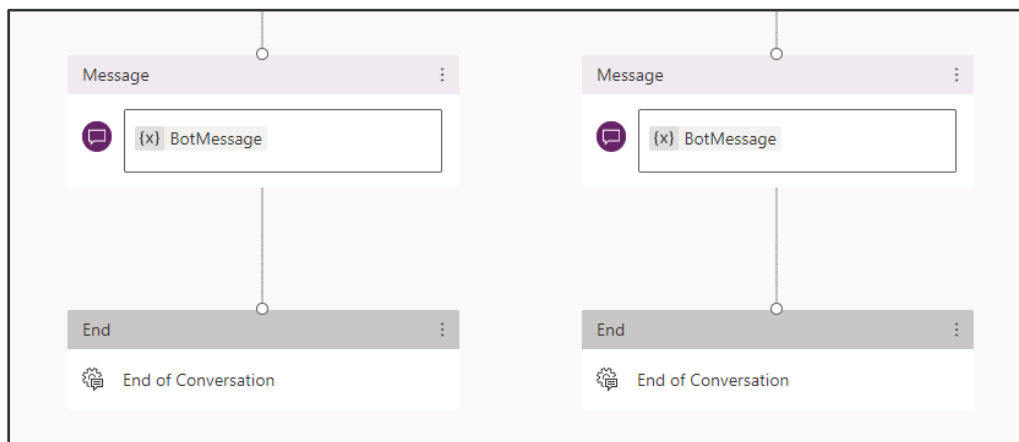 Message
{x} BotMessage
End
End of Conversation
Message
{x} BotMessage
End
End of Conversation